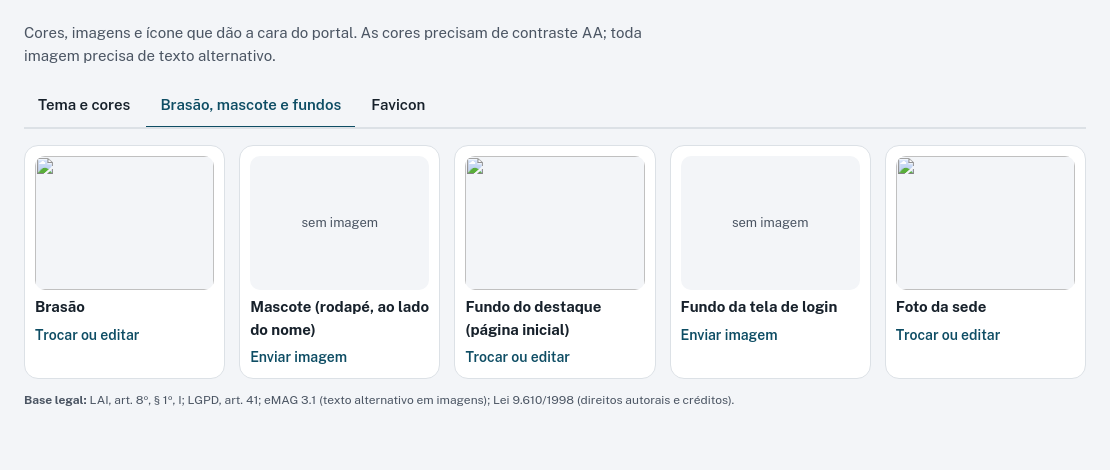 Cores, imagens e ícone que dão a cara do portal. As cores precisam de contraste AA; toda
imagem precisa de texto alternativo.
Tema e cores
Brasão, mascote e fundos
Favicon
Brasão
Trocar ou editar
sem imagem
Mascote (rodapé, ao lado
do nome)
Enviar imagem
Fundo do destaque
(página inicial)
Trocar ou editar
sem imagem
Fundo da tela de login
Enviar imagem
Foto da sede
Trocar ou editar
Base legal: LAI, art. 8º, § 1º, I; LGPD, art. 41; eMAG 3.1 (texto alternativo em imagens); Lei 9.610/1998 (direitos autorais e créditos).